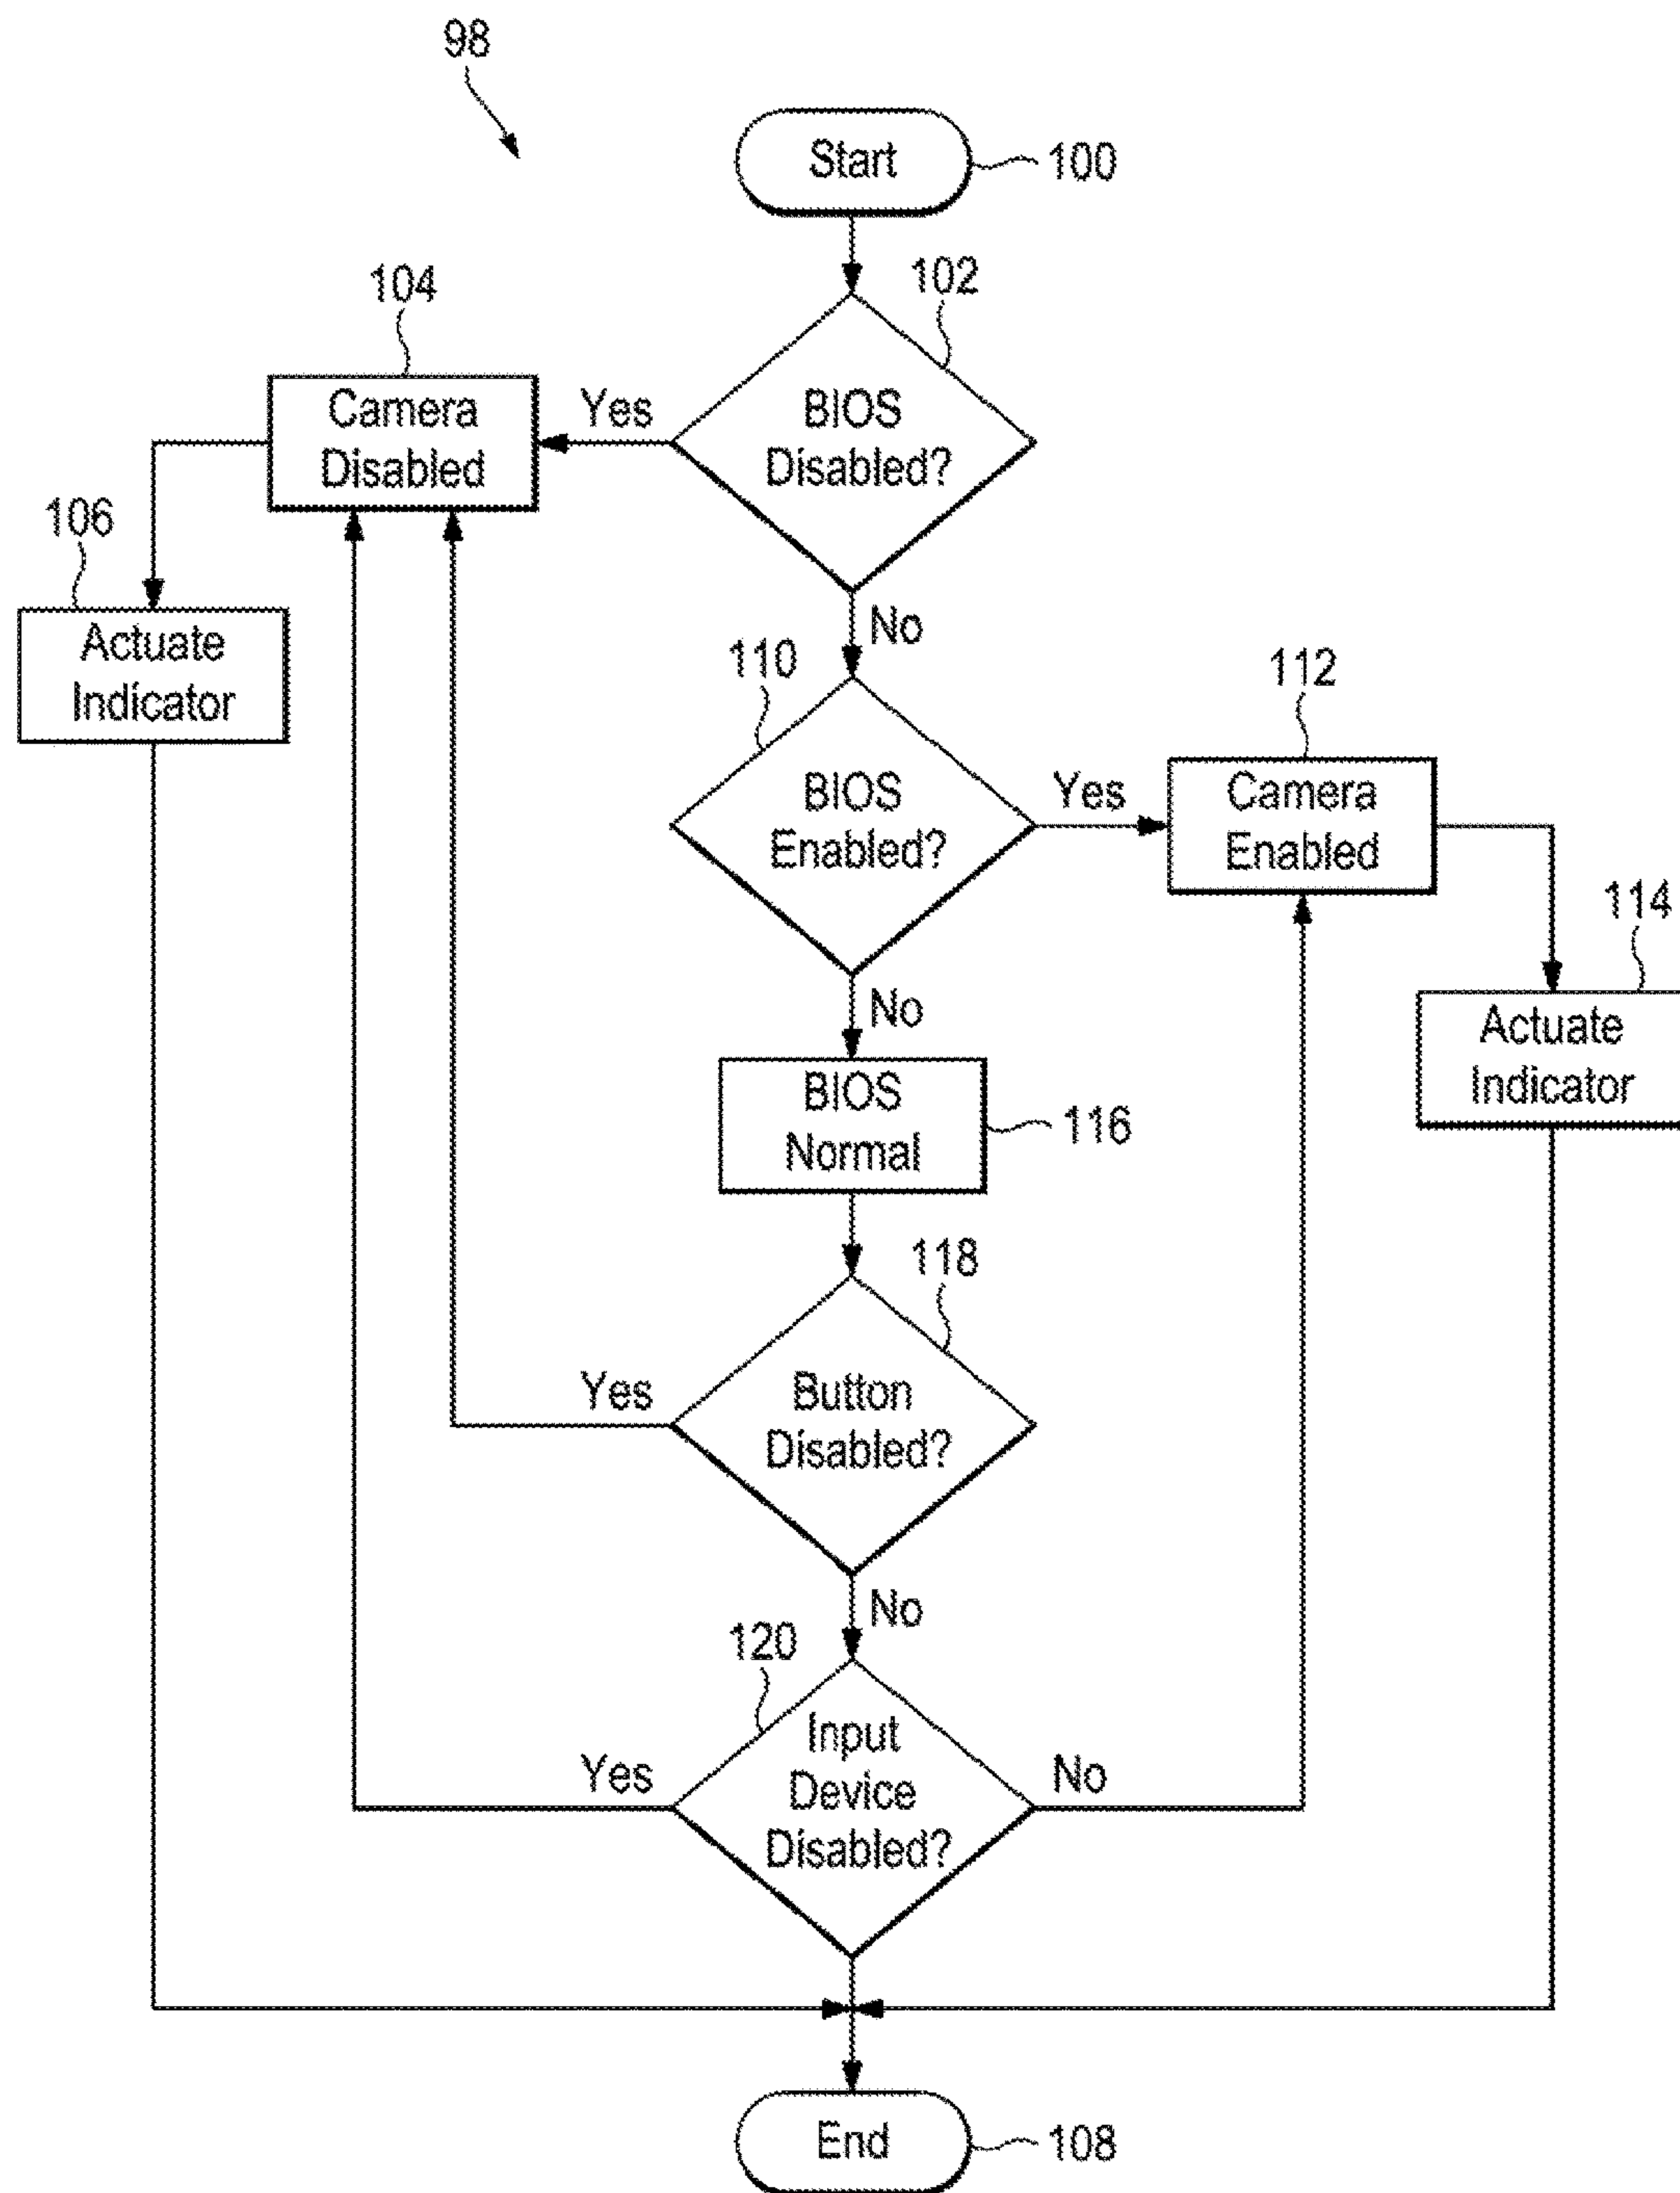 98
Start
100
102
BIOS
Disabled?
Yes
104
Camera
Disabled
106
Actuate
Indicator
No
110
BIOS
Enabled?
Yes
112
Camera
Enabled
114
Actuate
Indicator
No
BIOS
Normal
116
118
Button
Disabled?
Yes
No
120
Input
Device
Disabled?
Yes
No
End
108